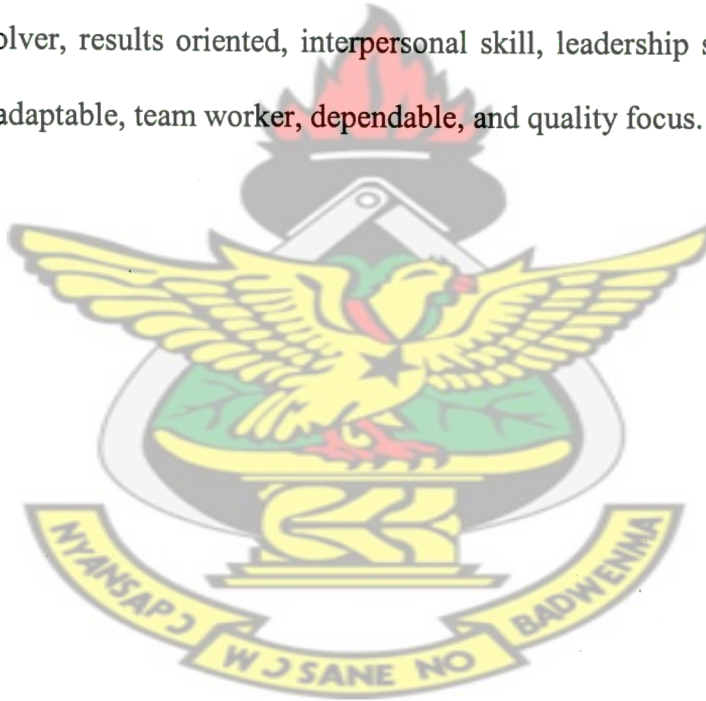 olver, results oriented, interpersonal skill, leadership s
adaptable, team worker, dependable, and quality focus.
NYANSAPƆ
WƆSANE NO
BADWENMA